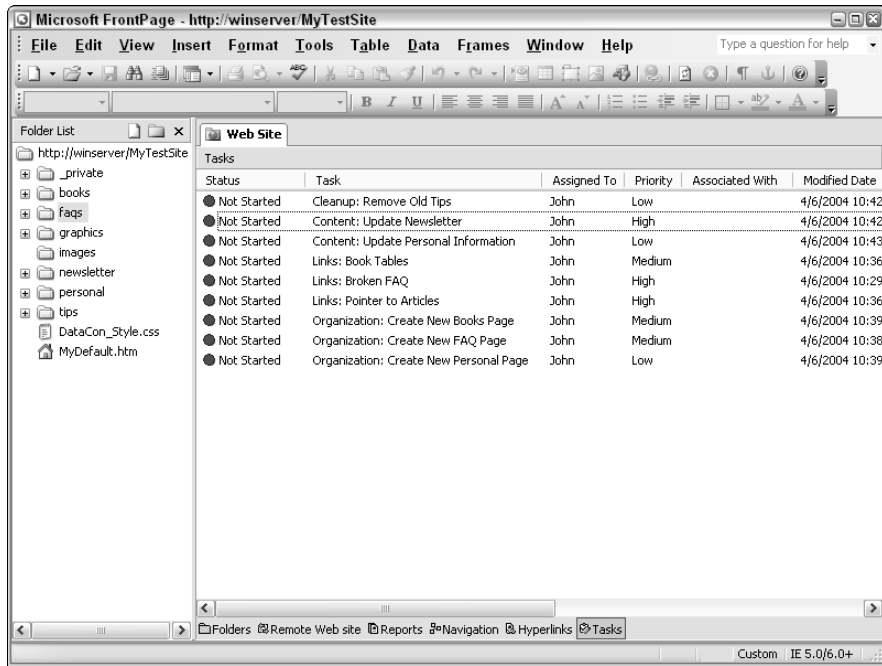 Microsoft FrontPage - http://winserver/MyTestSite
File Edit View Insert Format Tools Table Data Frames Window Help Type a question for help
ABC
B I U A A ab A
Folder List
Web Site
http://winserver/MyTestSite
Tasks
_private
books
faqs
graphics
images
newsletter
personal
tips
DataCon_Style.css
MyDefault.htm
Status Task Assigned To Priority Associated With Modified Date
Not Started Cleanup: Remove Old Tips John Low 4/6/2004 10:42
Not Started Content: Update Newsletter John High 4/6/2004 10:42
Not Started Content: Update Personal Information John Low 4/6/2004 10:43
Not Started Links: Book Tables John Medium 4/6/2004 10:36
Not Started Links: Broken FAQ John High 4/6/2004 10:29
Not Started Links: Pointer to Articles John High 4/6/2004 10:36
Not Started Organization: Create New Books Page John Medium 4/6/2004 10:39
Not Started Organization: Create New FAQ Page John Medium 4/6/2004 10:38
Not Started Organization: Create New Personal Page John Low 4/6/2004 10:39
Folders Remote Web site Reports Navigation Hyperlinks Tasks
Custom IE 5.0/6.0+